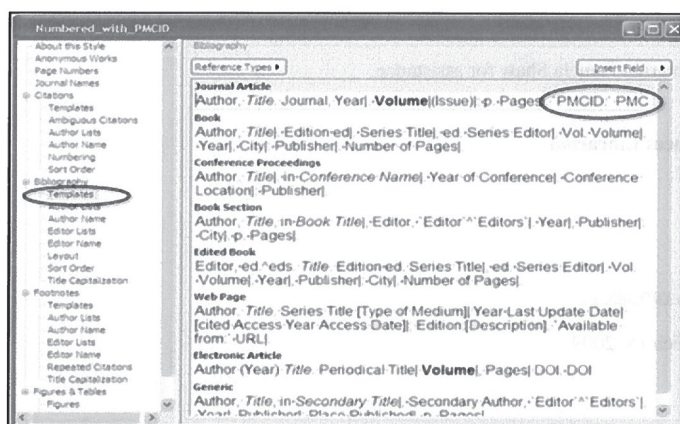 Numbered_with_PMCID
About this Style
Anonymous Works
Page Numbers
Journal Names
Citations
Templates
Ambiguous Citations
Author Lists
Author Name
Numbering
Sort Order
Bibliography
Templates
Author Lists
Author Name
Editor Lists
Editor Name
Layout
Sort Order
Title Capitalization
Footnotes
Templates
Author Lists
Author Name
Editor Lists
Editor Name
Repeated Citations
Title Capitalization
Figures & Tables
Figures
Bibliography
Reference Types
Insert Field
Journal Article
Author, Title. Journal, Year| Volume|(Issue)| p. Pages| `PMCID:` PMC
Book
Author, Title|. Edition ed|. Series Title|, ed. Series Editor|. Vol. Volume|.
Year|, City|: Publisher|. Number of Pages|.
Conference Proceedings
Author, Title|, in Conference Name|. Year of Conference|. Conference
Location|: Publisher|
Book Section
Author, Title, in Book Title|, Editor, `Editor`^`Editors`|. Year|, Publisher|
City|. p. Pages|
Edited Book
Editor, ed.^eds. Title. Edition ed. Series Title|, ed. Series Editor|. Vol.
Volume|. Year|, Publisher|: City|. Number of Pages|.
Web Page
Author, Title. Series Title [Type of Medium]| Year Last Update Date|
[cited Access Year Access Date]|; Edition:[Description]. `Available
from:` URL|
Electronic Article
Author (Year) Title. Periodical Title| Volume|, Pages| DOI: DOI
Generic
Author, Title, in Secondary Title|, Secondary Author, `Editor`^`Editors`|.
Year|, Published|: Place Published|. p. Pages|